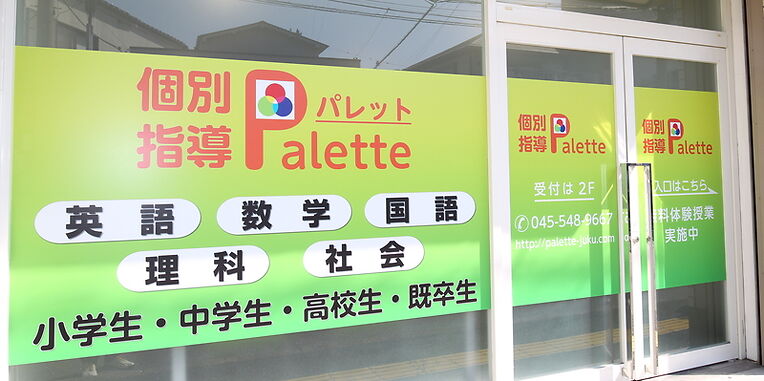 個別
指導
Palette
パレット
英語
数学
国語
理科
社会
小学生・中学生・高校生・既卒生
個別
指導
Palette
受付は 2F
045-548-9667
http://palette-juku.com
個別
指導
Palette
入口はこちら
料体験授業
実施中